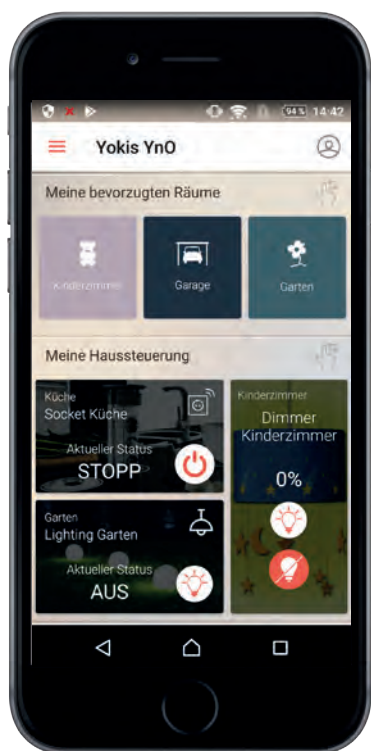 94% 14:42
Yokis YnO
Meine bevorzugten Räume
Kinderzimmer
Garage
Garten
Meine Haussteuerung
Küche
Socket Küche
Aktueller Status
STOPP
Kinderzimmer
Dimmer
Kinderzimmer
0%
Garten
Lighting Garten
Aktueller Status
AUS